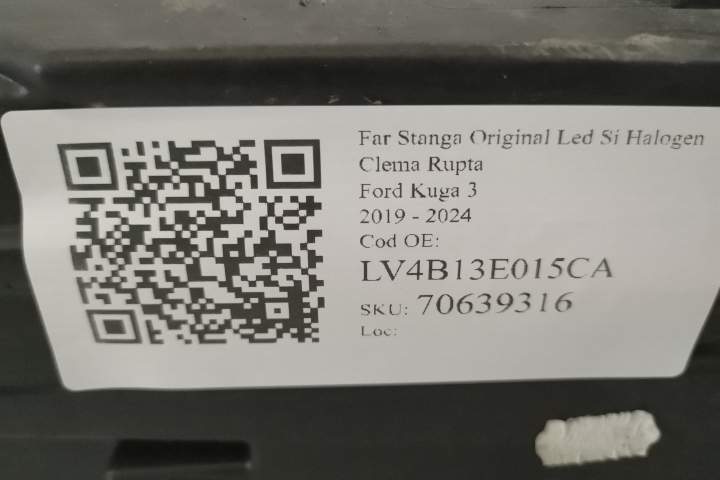 Far Stanga Original Led Si Halogen
Clema Rupta
Ford Kuga 3
2019 - 2024
Cod OE:
LV4B13E015CA
SKU: 70639316
Loc: